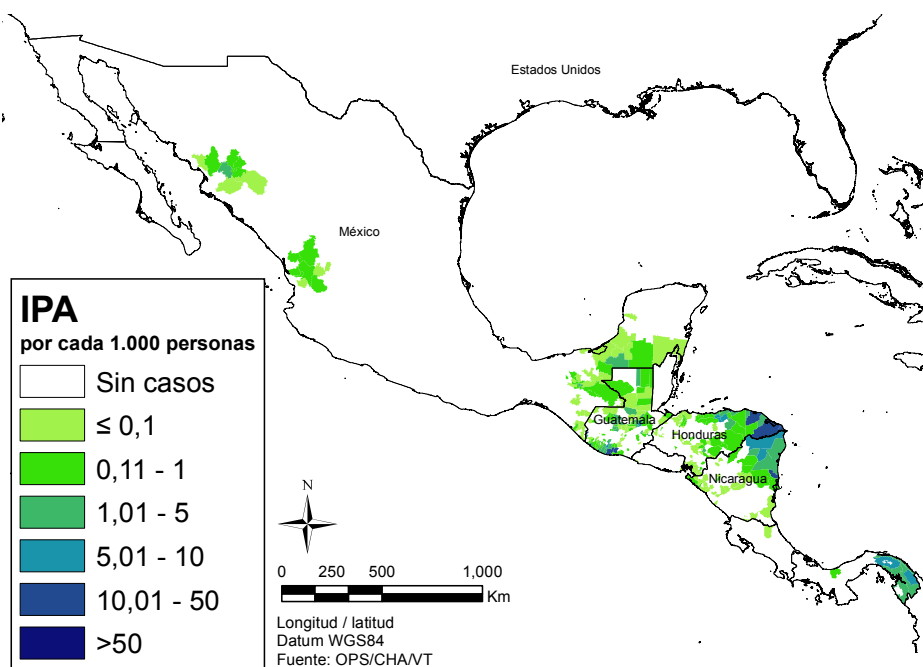 Estados Unidos
México
IPA
por cada 1.000 personas
Sin casos
≤ 0,1
0,11 - 1
1,01 - 5
5,01 - 10
10,01 - 50
>50
Guatemala
Honduras
Nicaragua
N
0 250 500 1,000
Km
Longitud / latitud
Datum WGS84
Fuente: OPS/CHA/VT